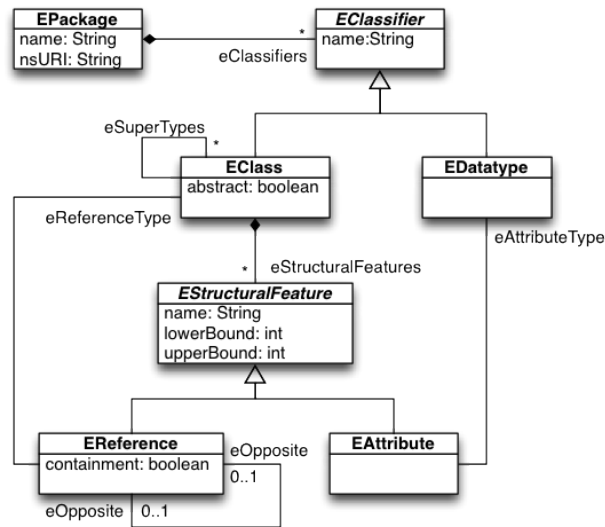 EPackage
name: String
nsURI: String
*
eClassifiers
EClassifier
name:String
eSuperTypes
*
EClass
abstract: boolean
EDatatype
eReferenceType
eAttributeType
*
eStructuralFeatures
EStructuralFeature
name: String
lowerBound: int
upperBound: int
EReference
containment: boolean
eOpposite
0..1
EAttribute
eOpposite
0..1